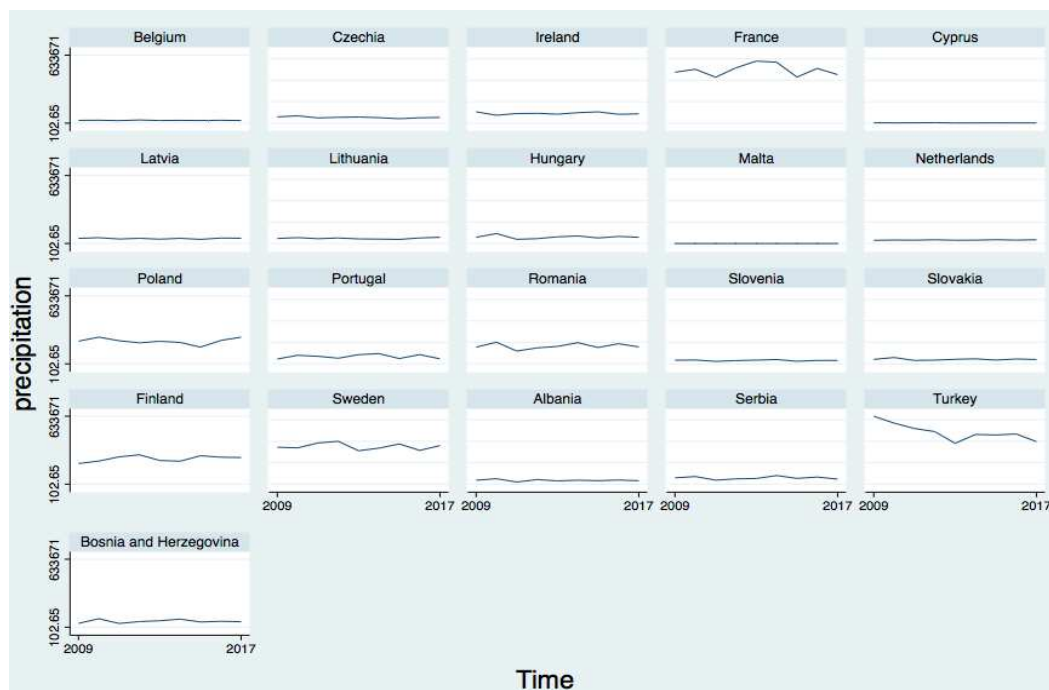 precipitation
Belgium Czechia Ireland France Cyprus
633671
102.65
Latvia Lithuania Hungary Malta Netherlands
633671
102.65
Poland Portugal Romania Slovenia Slovakia
633671
102.65
Finland Sweden Albania Serbia Turkey
633671
102.65
2009 2017 2009 2017 2009 2017 2009 2017
Bosnia and Herzegovina
633671
102.65
2009 2017
Time